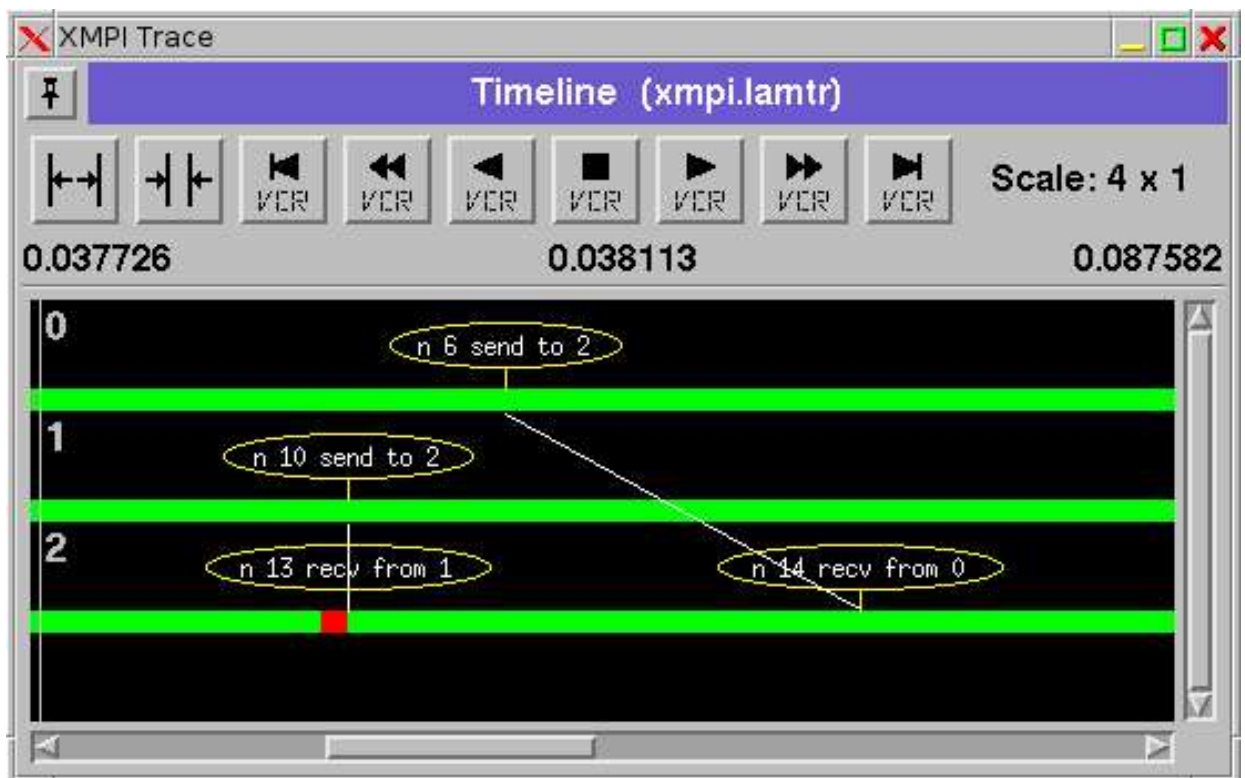 XMPI Trace
Timeline (xmpi.lamtr)
VCR VCR VCR VCR VCR VCR VCR Scale: 4 x 1
0.037726 0.038113 0.087582
0
n 6 send to 2
1
n 10 send to 2
2
n 13 recv from 1 n 14 recv from 0